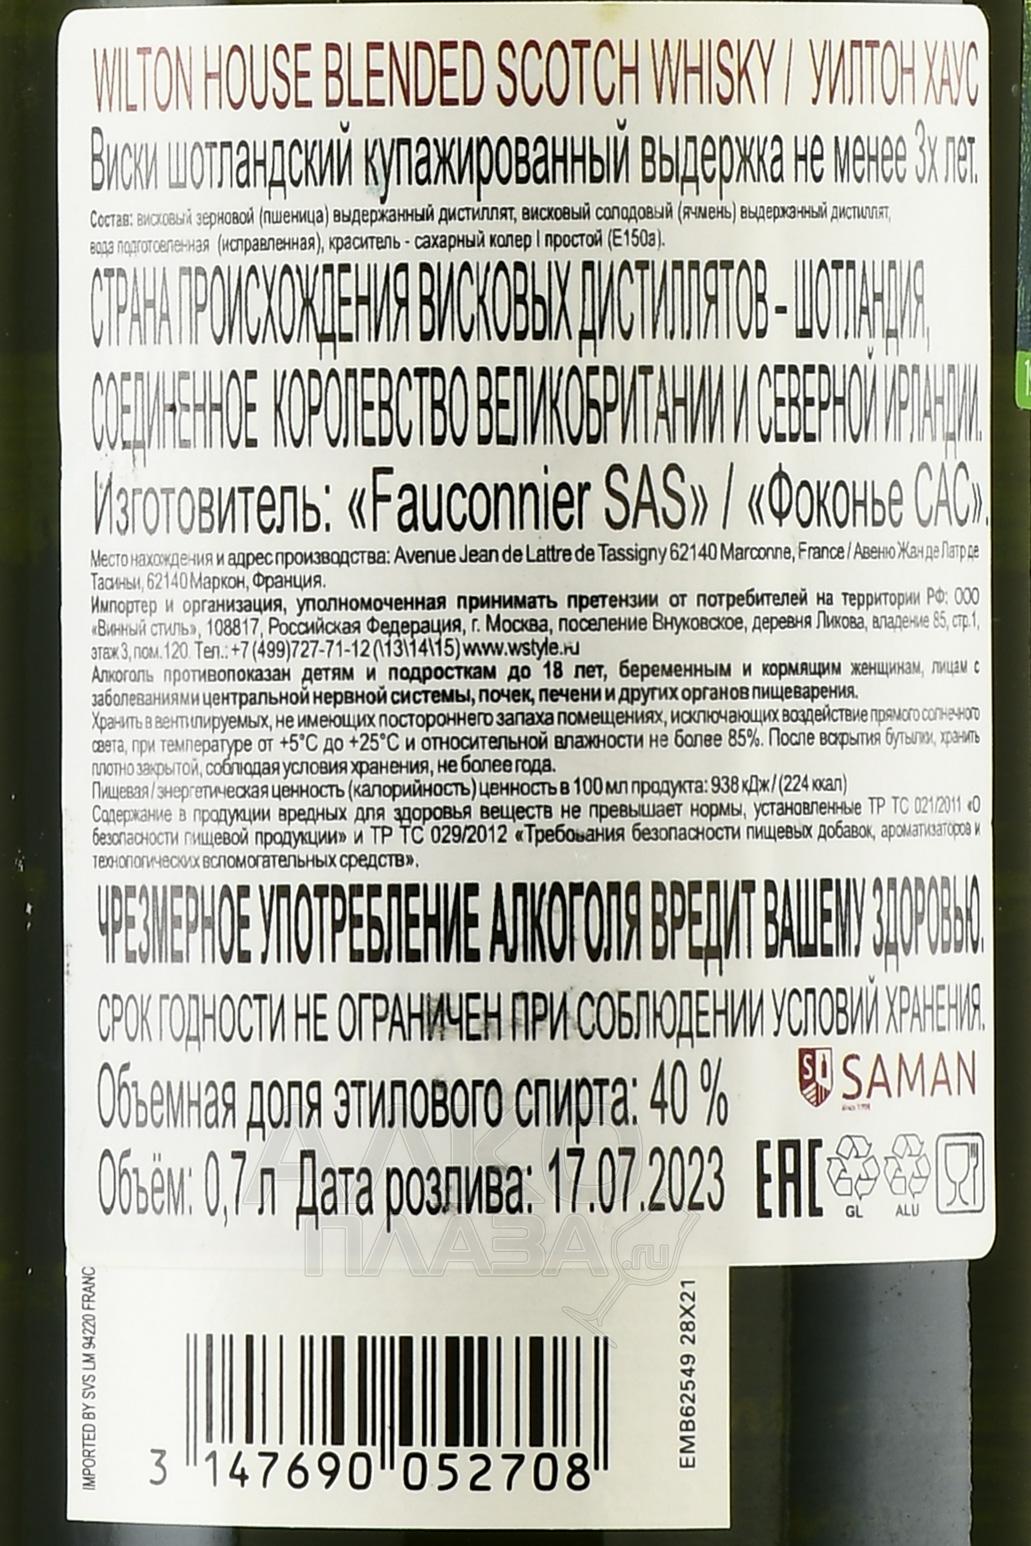 WILTON HOUSE BLENDED SCOTCH WHISKY / УИЛТОН ХАУС
Виски шотландский купажированный выдержка не менее 3х лет.
Состав: висковый зерновой (пшеница) выдержанный дистиллят, висковый солодовый (ячмень) выдержанный дистиллят,
вода подготовленная (исправленная), краситель - сахарный колер I простой (Е150а).
СТРАНА ПРОИСХОЖДЕНИЯ ВИСКОВЫХ ДИСТИЛЛЯТОВ – ШОТЛАНДИЯ,
СОЕДИНЕННОЕ КОРОЛЕВСТВО ВЕЛИКОБРИТАНИИ И СЕВЕРНОЙ ИРЛАНДИИ.
Изготовитель: «Fauconnier SAS» / «Фоконье САС».
Место нахождения и адрес производства: Avenue Jean de Lattre de Tassigny 62140 Marconne, France / Авеню Жан де Латр де
Тасиньи, 62140 Маркон, Франция.
Импортер и организация, уполномоченная принимать претензии от потребителей на территории РФ: ООО
«Винный стиль», 108817, Российская Федерация, г. Москва, поселение Внуковское, деревня Ликова, владение 85, стр.1,
этаж 3, пом.120. Тел.: +7 (499)727-71-12 (\13\14\15) www.wstyle.ru
Алкоголь противопоказан детям и подросткам до 18 лет, беременным и кормящим женщинам, лицам с
заболеваниями центральной нервной системы, почек, печени и других органов пищеварения.
Хранить в вентилируемых, не имеющих постороннего запаха помещениях, исключающих воздействие прямого солнечного
света, при температуре от +5°С до +25°С и относительной влажности не более 85%. После вскрытия бутылки, хранить
плотно закрытой, соблюдая условия хранения, не более года.
Пищевая / энергетическая ценность (калорийность) ценность в 100 мл продукта: 938 кДж / (224 ккал)
Содержание в продукции вредных для здоровья веществ не превышает нормы, установленные ТР ТС 021/2011 «О
безопасности пищевой продукции» и ТР ТС 029/2012 «Требования безопасности пищевых добавок, ароматизаторов и
технологических вспомогательных средств».
ЧРЕЗМЕРНОЕ УПОТРЕБЛЕНИЕ АЛКОГОЛЯ ВРЕДИТ ВАШЕМУ ЗДОРОВЬЮ.
СРОК ГОДНОСТИ НЕ ОГРАНИЧЕН ПРИ СОБЛЮДЕНИИ УСЛОВИЙ ХРАНЕНИЯ.
Объемная доля этилового спирта: 40 %
SAMAN
since 1998
Объём: 0,7 л Дата розлива: 17.07.2023
EAC
GL
ALU
АЛКО
ПЛАЗА.ru
IMPORTED BY SVS LM 94220 FRANC
EMB62549 28X21
3 147690 052708